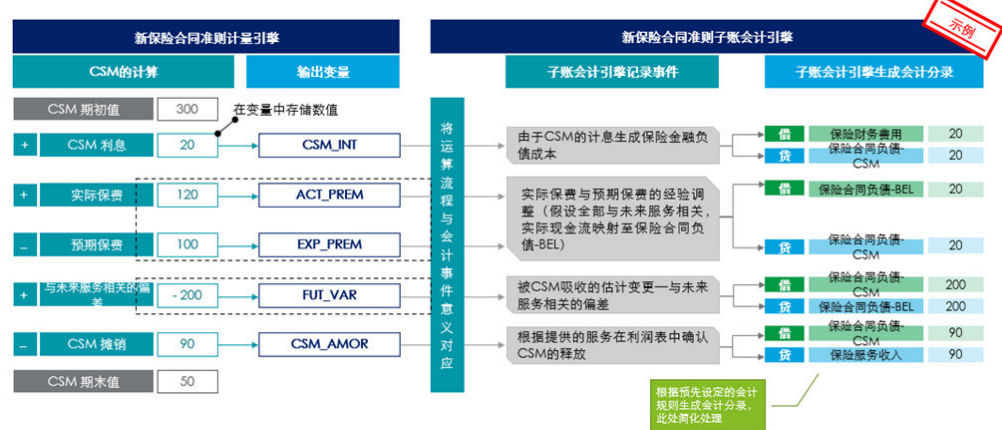 示例
新保险合同准则计量引擎
新保险合同准则子账会计引擎
CSM的计算
输出变量
子账会计引擎记录事件
子账会计引擎生成会计分录
CSM 期初值
300
在变量中存储数值
+
CSM 利息
20
CSM_INT
+
实际保费
120
ACT_PREM
–
预期保费
100
EXP_PREM
+
与未来服务相关的偏
差
- 200
FUT_VAR
–
CSM 摊销
90
CSM_AMOR
CSM 期末值
50
将运算流程与会计事件意义对应
由于CSM的计息生成保险金融负
债成本
实际保费与预期保费的经验调
整（假设全部与未来服务相关，
实际现金流映射至保险合同负
债-BEL）
被CSM吸收的估计变更—与未来
服务相关的偏差
根据提供的服务在利润表中确认
CSM的释放
借
保险财务费用
20
贷
保险合同负债-
CSM
20
借
保险合同负债-BEL
20
贷
保险合同负债-
CSM
20
借
保险合同负债-
CSM
200
贷
保险合同负债-BEL
200
借
保险合同负债-
CSM
90
贷
保险服务收入
90
根据预先设定的会计
规则生成会计分录，
此处简化处理